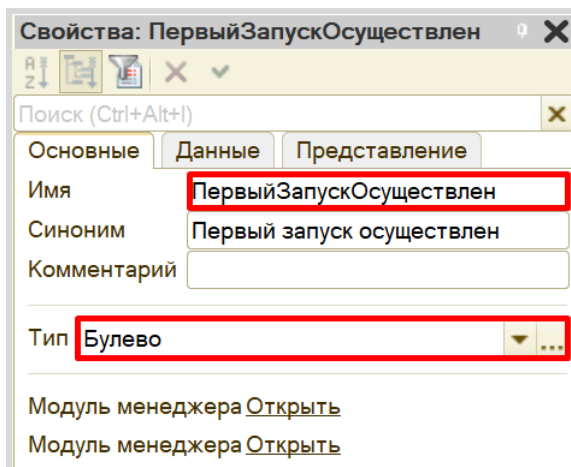 Свойства: ПервыйЗапускОсуществлен
Поиск (Ctrl+Alt+I)
Основные Данные Представление
Имя ПервыйЗапускОсуществлен
Синоним Первый запуск осуществлен
Комментарий
Тип Булево ...
Модуль менеджера Открыть
Модуль менеджера Открыть